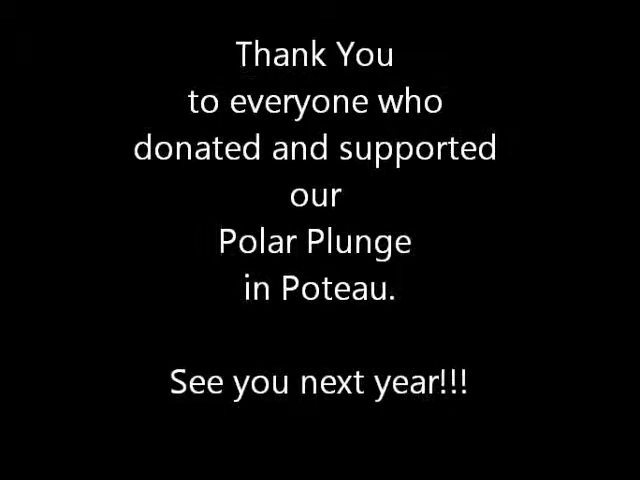 Thank You
to everyone who
donated and supported
our
Polar Plunge
in Poteau.
See you next year!!!